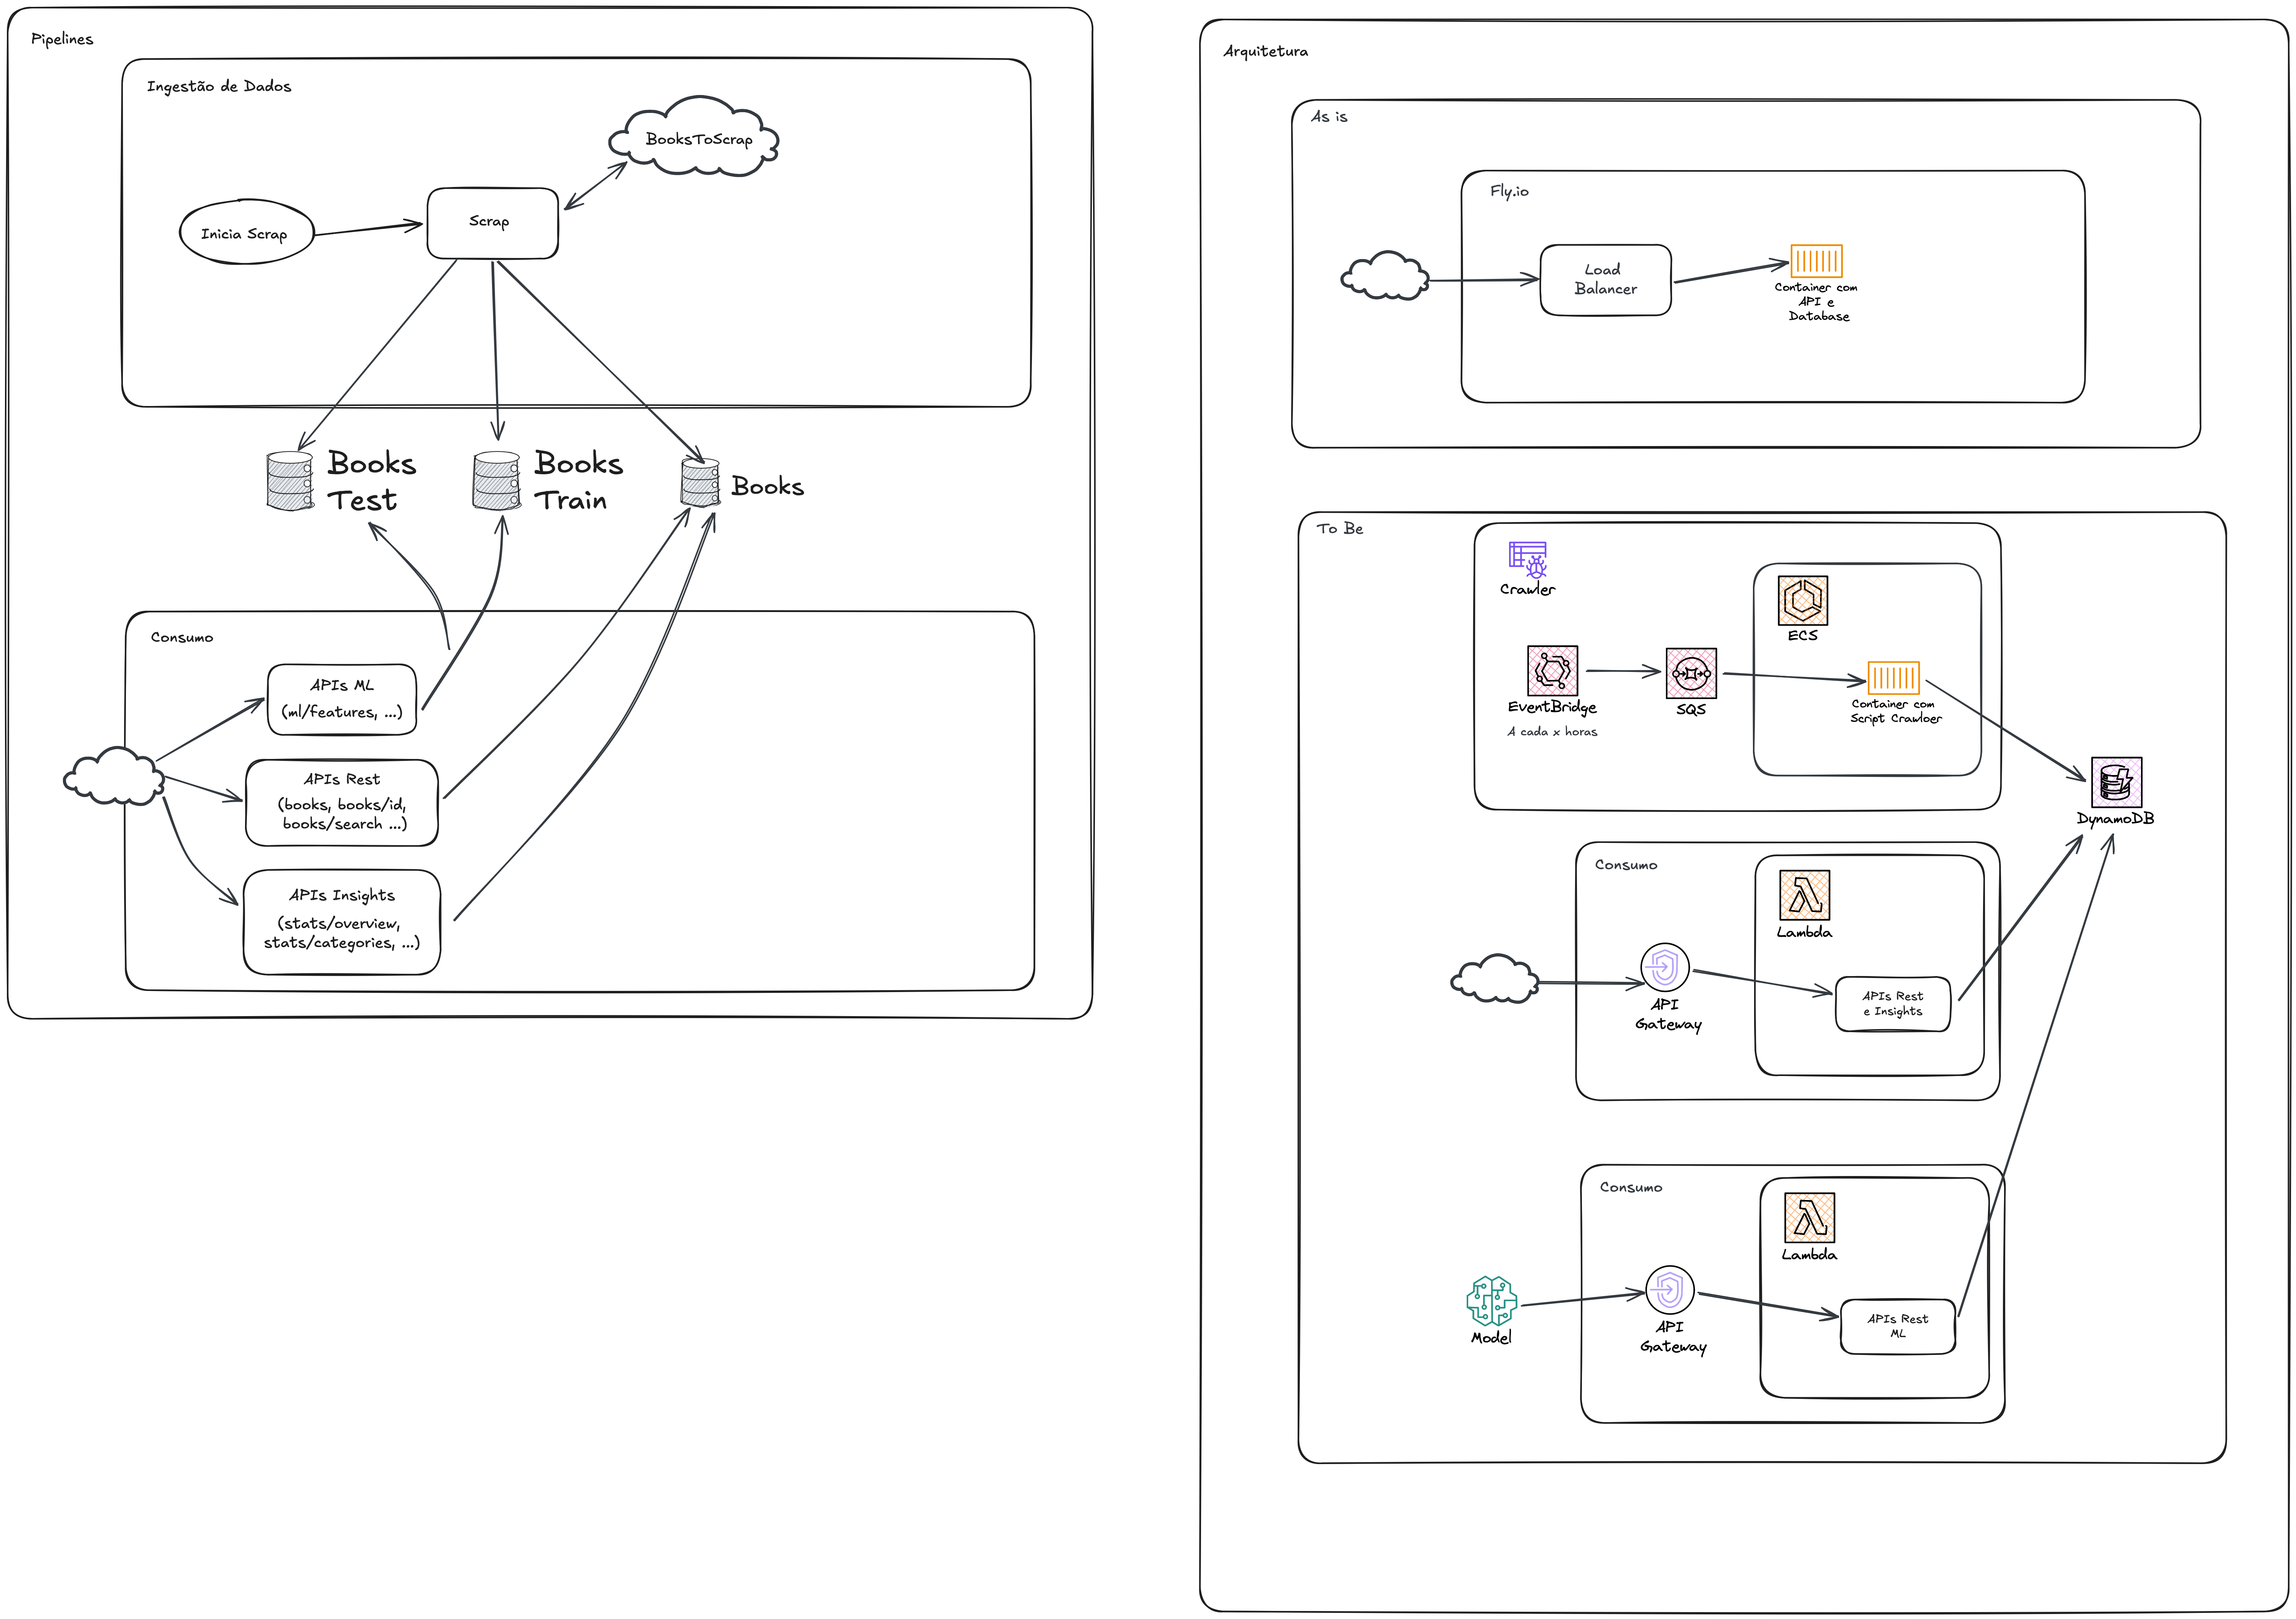 Pipelines
Ingestão de Dados
BooksToScrap
Inicia Scrap
Scrap
Books
Test
Books
Train
Books
Consumo
APIs ML
(ml/features, ...)
APIs Rest
(books, books/id,
books/search ...)
APIs Insights
(stats/overview,
stats/categories, ...)
Arquitetura
As is
Fly.io
Load
Balancer
Container com
API e
Database
To Be
Crawler
ECS
EventBridge
A cada x horas
SQS
Container com
Script Crawloer
DynamoDB
Consumo
Lambda
API
Gateway
APIs Rest
e Insights
Consumo
Lambda
Model
API
Gateway
APIs Rest
ML